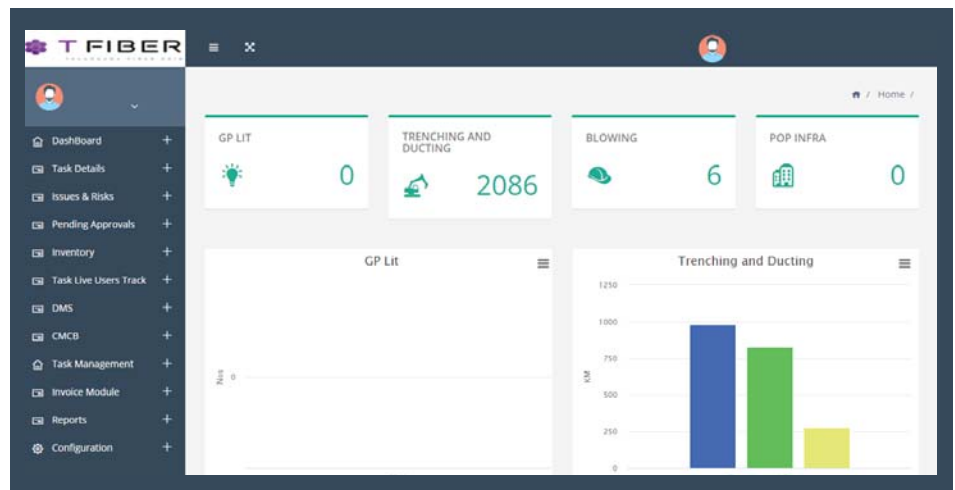 T FIBER
Home /
DashBoard
Task Details
Issues & Risks
Pending Approvals
Inventory
Task Live Users Track
DMS
CMCB
Task Management
Invoice Module
Reports
Configuration
GP LIT
0
TRENCHING AND
DUCTING
2086
BLOWING
6
POP INFRA
0
GP Lit
Nos
0
Trenching and Ducting
KM
1250
1000
750
500
250
0